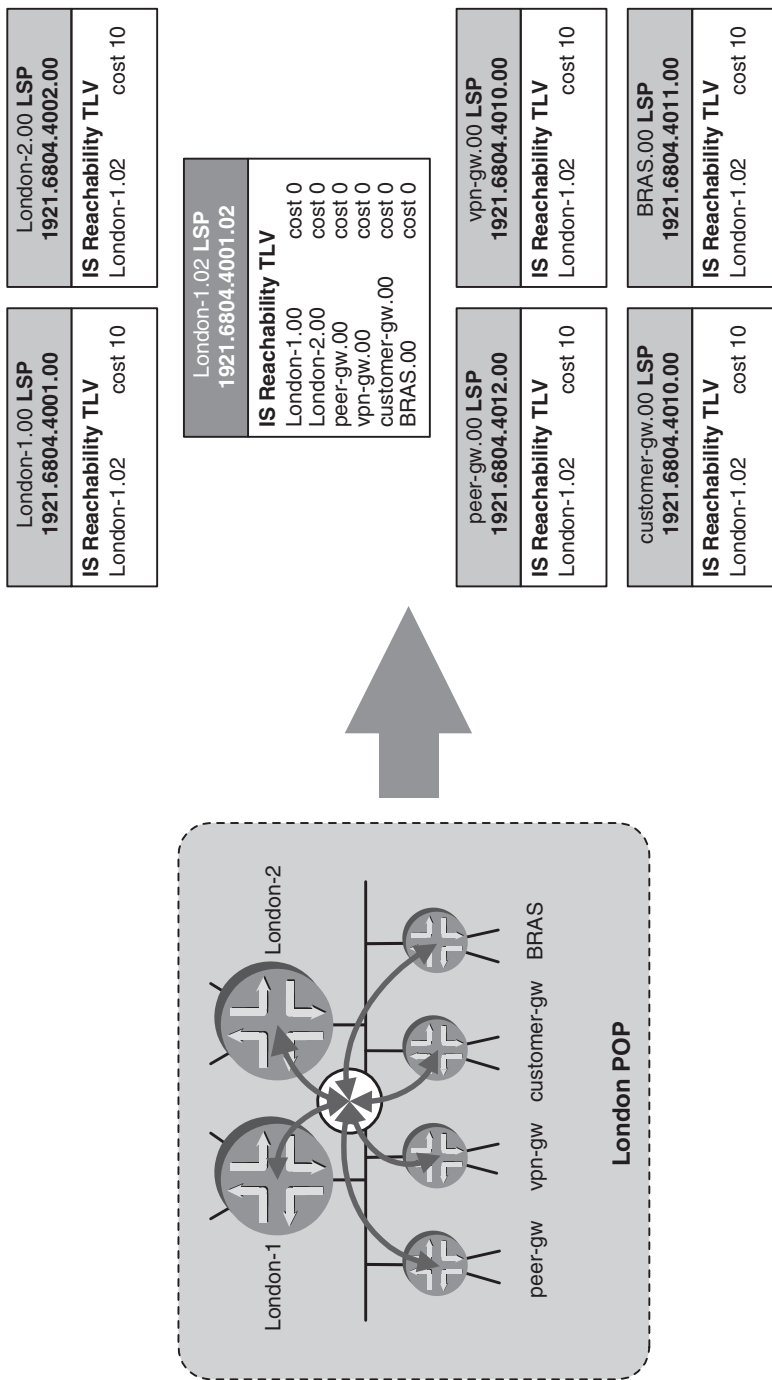 London-1
London-2
peer-gw
vpn-gw
customer-gw
BRAS
London POP
London-1.00 LSP
1921.6804.4001.00
IS Reachability TLV
London-1.02 cost 10
London-2.00 LSP
1921.6804.4002.00
IS Reachability TLV
London-1.02 cost 10
London-1.02 LSP
1921.6804.4001.02
IS Reachability TLV
London-1.00 cost 0
London-2.00 cost 0
peer-gw.00 cost 0
vpn-gw.00 cost 0
customer-gw.00 cost 0
BRAS.00 cost 0
peer-gw.00 LSP
1921.6804.4012.00
IS Reachability TLV
London-1.02 cost 10
vpn-gw.00 LSP
1921.6804.4010.00
IS Reachability TLV
London-1.02 cost 10
customer-gw.00 LSP
1921.6804.4010.00
IS Reachability TLV
London-1.02 cost 10
BRAS.00 LSP
1921.6804.4011.00
IS Reachability TLV
London-1.02 cost 10